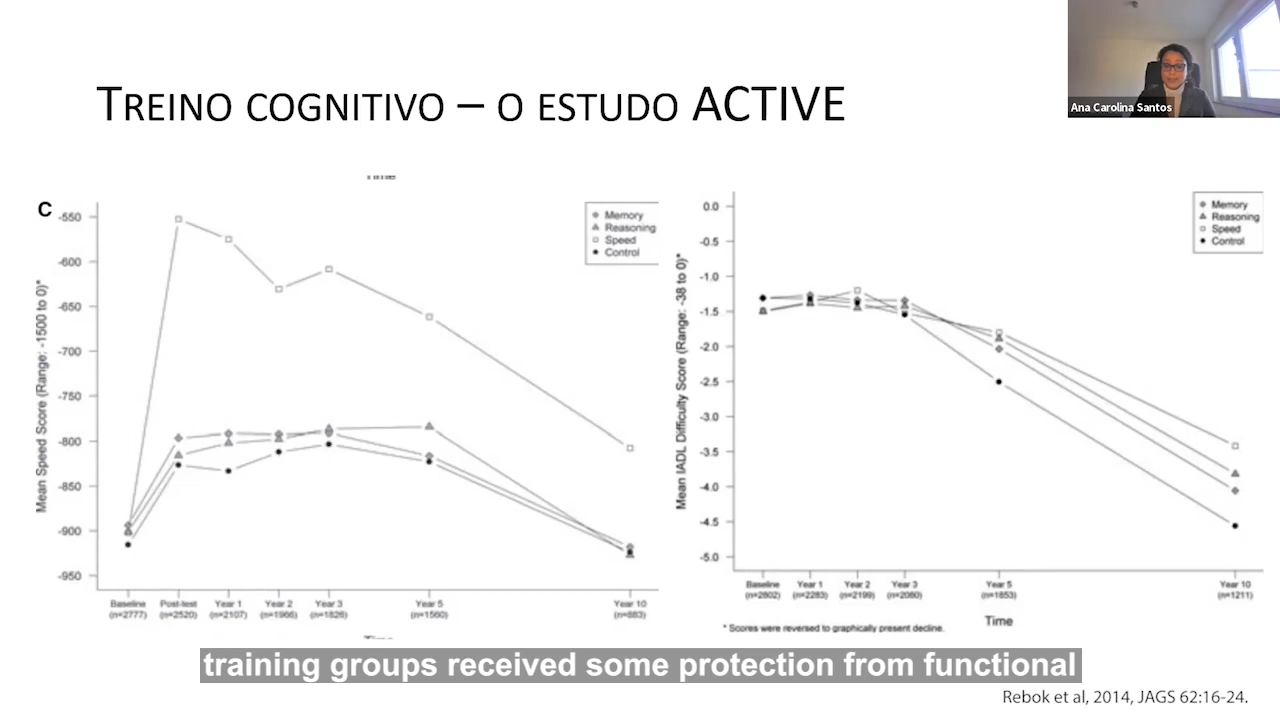 Ana Carolina Santos
TREINO COGNITIVO – O ESTUDO ACTIVE
C
Mean Speed Score (Range: -1500 to 0)*
-550
-600
-650
-700
-750
-800
-850
-900
-950
Memory
Reasoning
Speed
Control
Baseline
(n=2777)
Post-test
(n=2520)
Year 1
(n=2107)
Year 2
(n=1966)
Year 3
(n=1826)
Year 5
(n=1560)
Year 10
(n=883)
Mean IADL Difficulty Score (Range: -38 to 0)*
0.0
-0.5
-1.0
-1.5
-2.0
-2.5
-3.0
-3.5
-4.0
-4.5
-5.0
Memory
Reasoning
Speed
Control
Baseline
(n=2802)
Year 1
(n=2283)
Year 2
(n=2199)
Year 3
(n=2080)
Year 5
(n=1853)
Year 10
(n=1211)
Time
* Scores were reversed to graphically present decline.
training groups received some protection from functional
Rebok et al, 2014, JAGS 62:16-24.